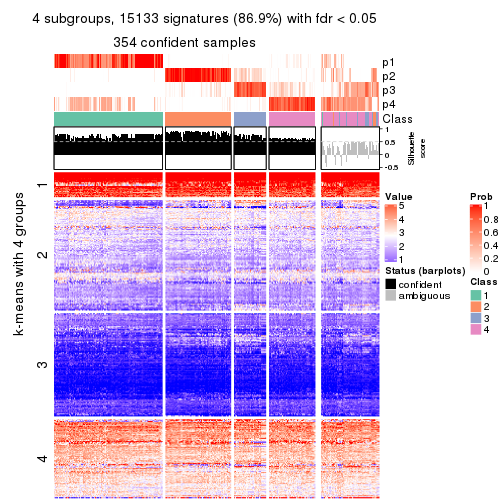 4 subgroups, 15133 signatures (86.9%) with fdr < 0.05
354 confident samples
p1
p2
p3
p4
Class
1
0.5
0
-0.5
Silhouette
score
k-means with 4 groups
1
2
3
4
Value
5
4
3
2
1
Status (barplots)
confident
ambiguous
Prob
1
0.8
0.6
0.4
0.2
0
Class
1
2
3
4